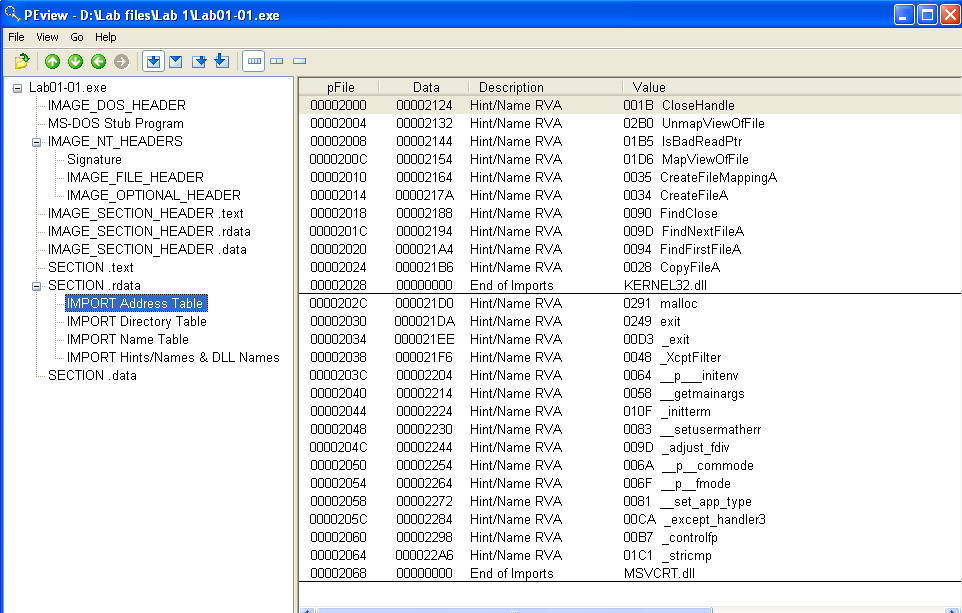 PEview - D:\Lab files\Lab 1\Lab01-01.exe
File View Go Help
Lab01-01.exe
IMAGE_DOS_HEADER
MS-DOS Stub Program
IMAGE_NT_HEADERS
Signature
IMAGE_FILE_HEADER
IMAGE_OPTIONAL_HEADER
IMAGE_SECTION_HEADER .text
IMAGE_SECTION_HEADER .rdata
IMAGE_SECTION_HEADER .data
SECTION .text
SECTION .rdata
IMPORT Address Table
IMPORT Directory Table
IMPORT Name Table
IMPORT Hints/Names & DLL Names
SECTION .data
pFile Data Description Value
00002000 00002124 Hint/Name RVA 001B CloseHandle
00002004 00002132 Hint/Name RVA 02B0 UnmapViewOfFile
00002008 00002144 Hint/Name RVA 01B5 IsBadReadPtr
0000200C 00002154 Hint/Name RVA 01D6 MapViewOfFile
00002010 00002164 Hint/Name RVA 0035 CreateFileMappingA
00002014 0000217A Hint/Name RVA 0034 CreateFileA
00002018 00002188 Hint/Name RVA 0090 FindClose
0000201C 00002194 Hint/Name RVA 009D FindNextFileA
00002020 000021A4 Hint/Name RVA 0094 FindFirstFileA
00002024 000021B6 Hint/Name RVA 0028 CopyFileA
00002028 00000000 End of Imports KERNEL32.dll
0000202C 000021D0 Hint/Name RVA 0291 malloc
00002030 000021DA Hint/Name RVA 0249 exit
00002034 000021EE Hint/Name RVA 00D3 _exit
00002038 000021F6 Hint/Name RVA 0048 _XcptFilter
0000203C 00002204 Hint/Name RVA 0064 __p___initenv
00002040 00002214 Hint/Name RVA 0058 __getmainargs
00002044 00002224 Hint/Name RVA 010F _initterm
00002048 00002230 Hint/Name RVA 0083 __setusermatherr
0000204C 00002244 Hint/Name RVA 009D _adjust_fdiv
00002050 00002254 Hint/Name RVA 006A __p__commode
00002054 00002264 Hint/Name RVA 006F __p__fmode
00002058 00002272 Hint/Name RVA 0081 __set_app_type
0000205C 00002284 Hint/Name RVA 00CA _except_handler3
00002060 00002298 Hint/Name RVA 00B7 _controlfp
00002064 000022A6 Hint/Name RVA 01C1 _stricmp
00002068 00000000 End of Imports MSVCRT.dll